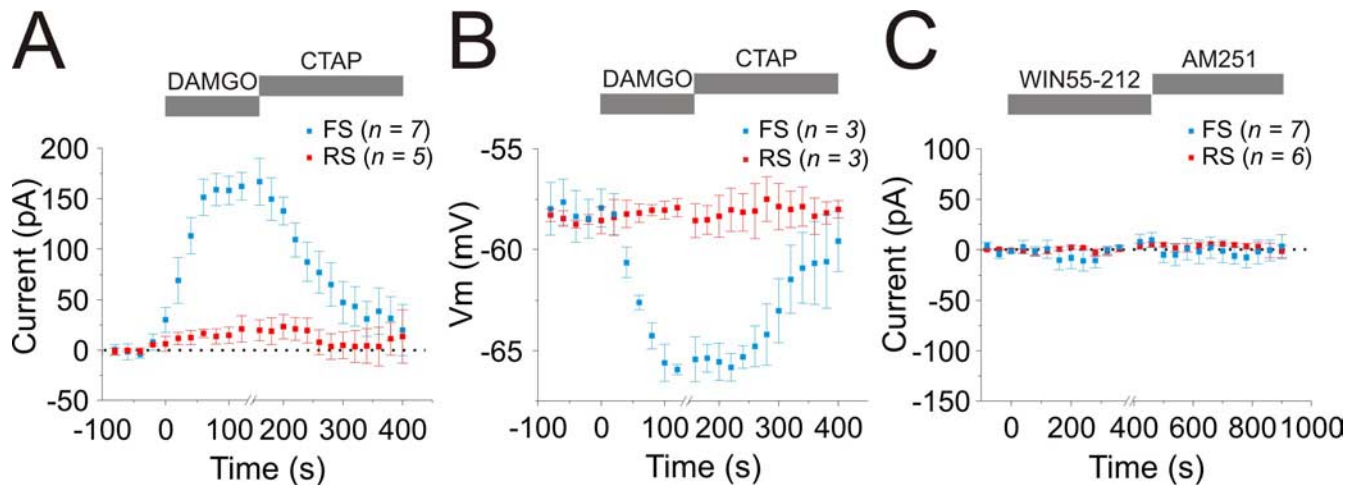 A
CTAP
DAMGO
FS (n = 7)
RS (n = 5)
200
150
100
50
0
-50
Current (pA)
-100 0 100 200 300 400
Time (s)
B
CTAP
DAMGO
FS (n = 3)
RS (n = 3)
-55
-60
-65
Vm (mV)
-100 0 100 200 300 400
Time (s)
C
AM251
WIN55-212
FS (n = 7)
RS (n = 6)
100
50
0
-50
-100
-150
Current (pA)
0 200 400 600 800 1000
Time (s)